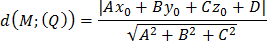 d(M;(Q)) = |Ax₀ + By₀ + Cz₀ + D| / √(A² + B² + C²)